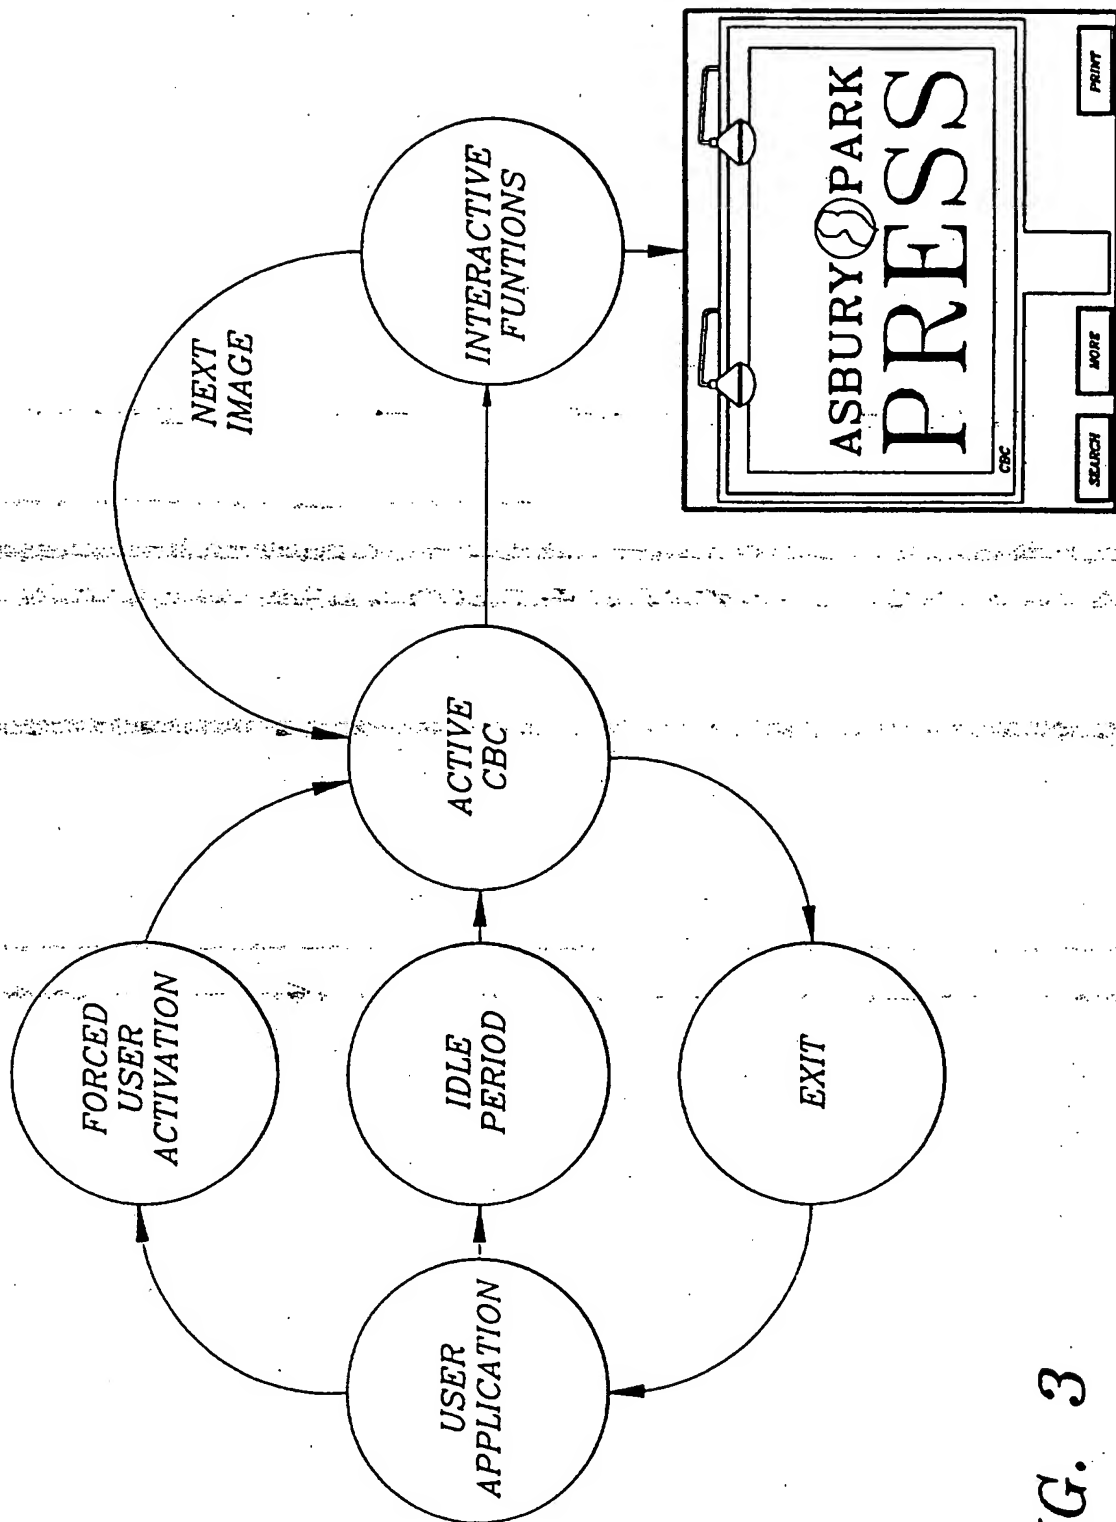 FORCED
USER
ACTIVATION
NEXT
IMAGE
USER
APPLICATION
IDLE
PERIOD
ACTIVE
CBC
INTERACTIVE
FUNTIONS
EXIT
ASBURY PARK
PRESS
CBC
SEARCH
MORE
PRINT
G. 3